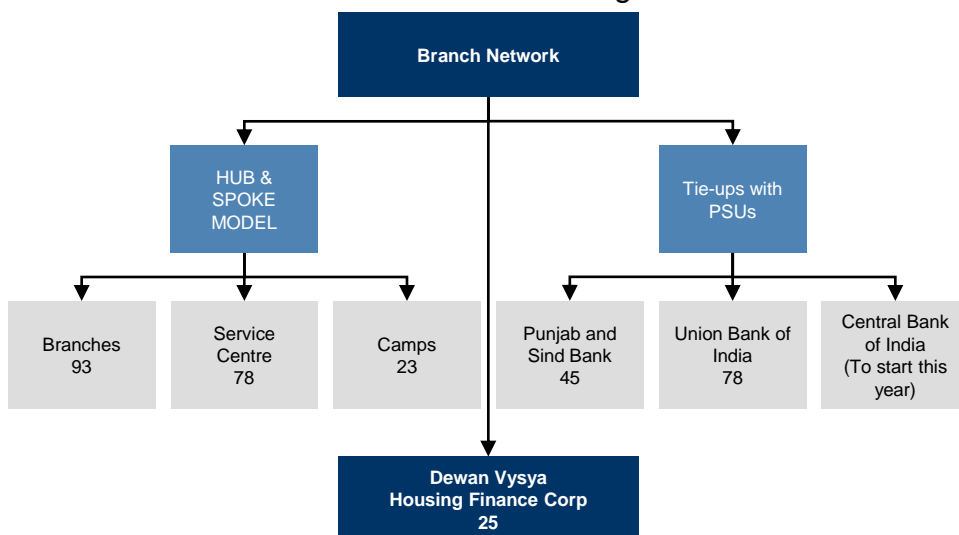 Branch Network
HUB &
SPOKE
MODEL
Tie-ups with
PSUs
Branches
93
Service
Centre
78
Camps
23
Punjab and
Sind Bank
45
Union Bank of
India
78
Central Bank
of India
(To start this
year)
Dewan Vysya
Housing Finance Corp
25